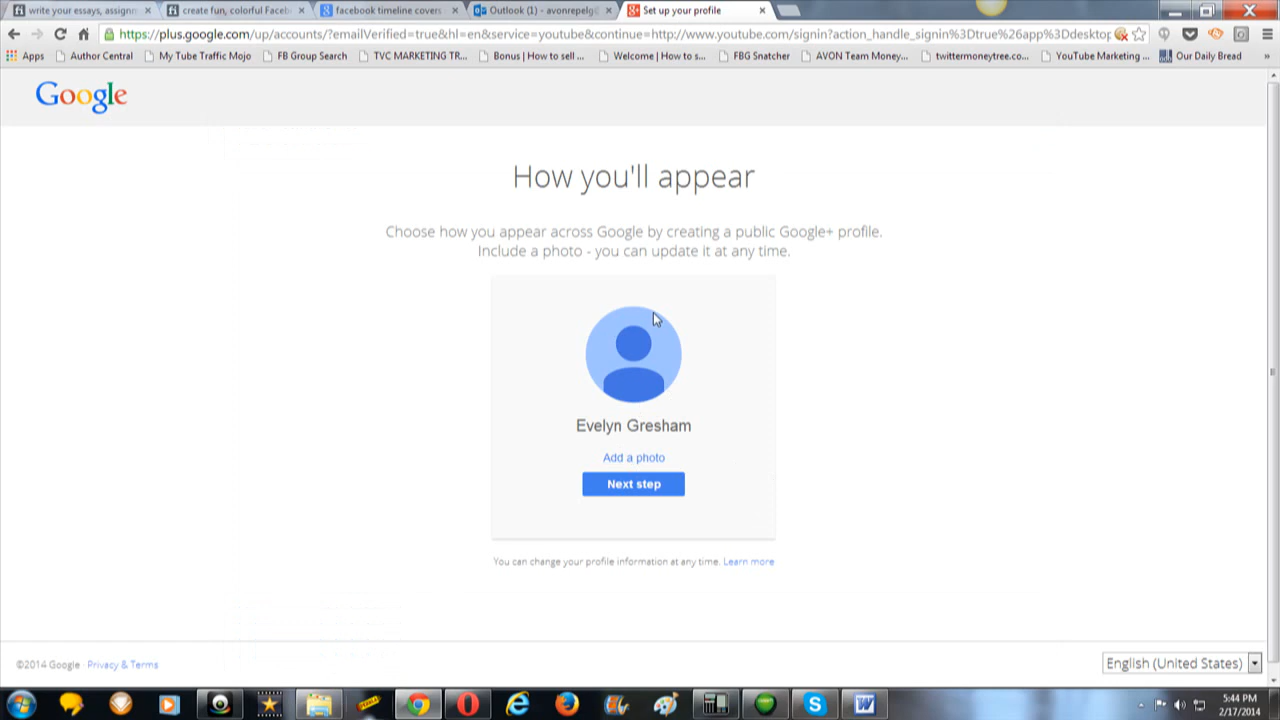 write your essays, assignm
create fun, colorful Faceb
facebook timeline covers
Outlook (1) - avonrepelg@
Set up your profile
https://plus.google.com/up/accounts/?emailVerified=true&hl=en&service=youtube&continue=http://www.youtube.com/signin?action_handle_signin%3Dtrue%26app%3Ddesktop
Apps
Author Central
My Tube Traffic Mojo
FB Group Search
TVC MARKETING TR...
Bonus | How to sell ...
Welcome | How to s...
FBG Snatcher
AVON Team Money...
twittermoneytree.co...
YouTube Marketing ...
Our Daily Bread
»
Google
How you'll appear
Choose how you appear across Google by creating a public Google+ profile.
Include a photo - you can update it at any time.
Evelyn Gresham
Add a photo
Next step
You can change your profile information at any time. Learn more
©2014 Google · Privacy & Terms
English (United States)
5:44 PM
2/17/2014